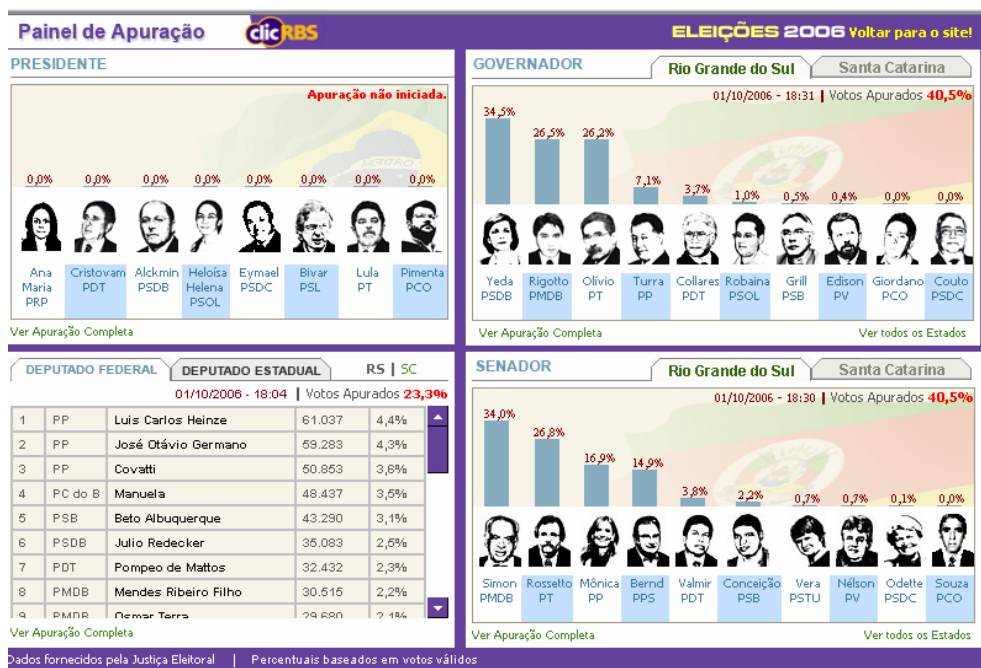 Painel de Apuração
clicRBS
ELEIÇÕES 2006 Voltar para o site!
PRESIDENTE
Apuração não iniciada.
0,0% 0,0% 0,0% 0,0% 0,0% 0,0% 0,0% 0,0%
Ana Maria PRP
Cristovam PDT
Alckmin PSDB
Heloísa Helena PSOL
Eymael PSDC
Bivar PSL
Lula PT
Pimenta PCO
Ver Apuração Completa
GOVERNADOR
Rio Grande do Sul
Santa Catarina
01/10/2006 - 18:31 | Votos Apurados 40,5%
34,5% 26,5% 26,2% 7,1% 3,7% 1,0% 0,5% 0,4% 0,0% 0,0%
Yeda PSDB
Rigotto PMDB
Olívio PT
Turra PP
Collares PDT
Robaina PSOL
Grill PSB
Edison PV
Giordano PCO
Couto PSDC
Ver Apuração Completa
Ver todos os Estados
DEPUTADO FEDERAL
DEPUTADO ESTADUAL
RS | SC
01/10/2006 - 18:04 | Votos Apurados 23,3%
1 PP Luis Carlos Heinze 61.037 4,4%
2 PP José Otávio Germano 59.283 4,3%
3 PP Covatti 50.853 3,6%
4 PC do B Manuela 48.437 3,5%
5 PSB Beto Albuquerque 43.290 3,1%
6 PSDB Julio Redecker 35.083 2,5%
7 PDT Pompeo de Mattos 32.432 2,3%
8 PMDB Mendes Ribeiro Filho 30.515 2,2%
9 PMDB Osmar Terra 29.680 2,1%
Ver Apuração Completa
SENADOR
Rio Grande do Sul
Santa Catarina
01/10/2006 - 18:30 | Votos Apurados 40,5%
34,0% 26,8% 16,9% 14,9% 3,8% 2,2% 0,7% 0,7% 0,1% 0,0%
Simon PMDB
Rossetto PT
Mônica PP
Bernd PPS
Valmir PDT
Conceição PSB
Vera PSTU
Nélson PV
Odette PSDC
Souza PCO
Ver Apuração Completa
Ver todos os Estados
Dados fornecidos pela Justiça Eleitoral | Percentuais baseados em votos válidos